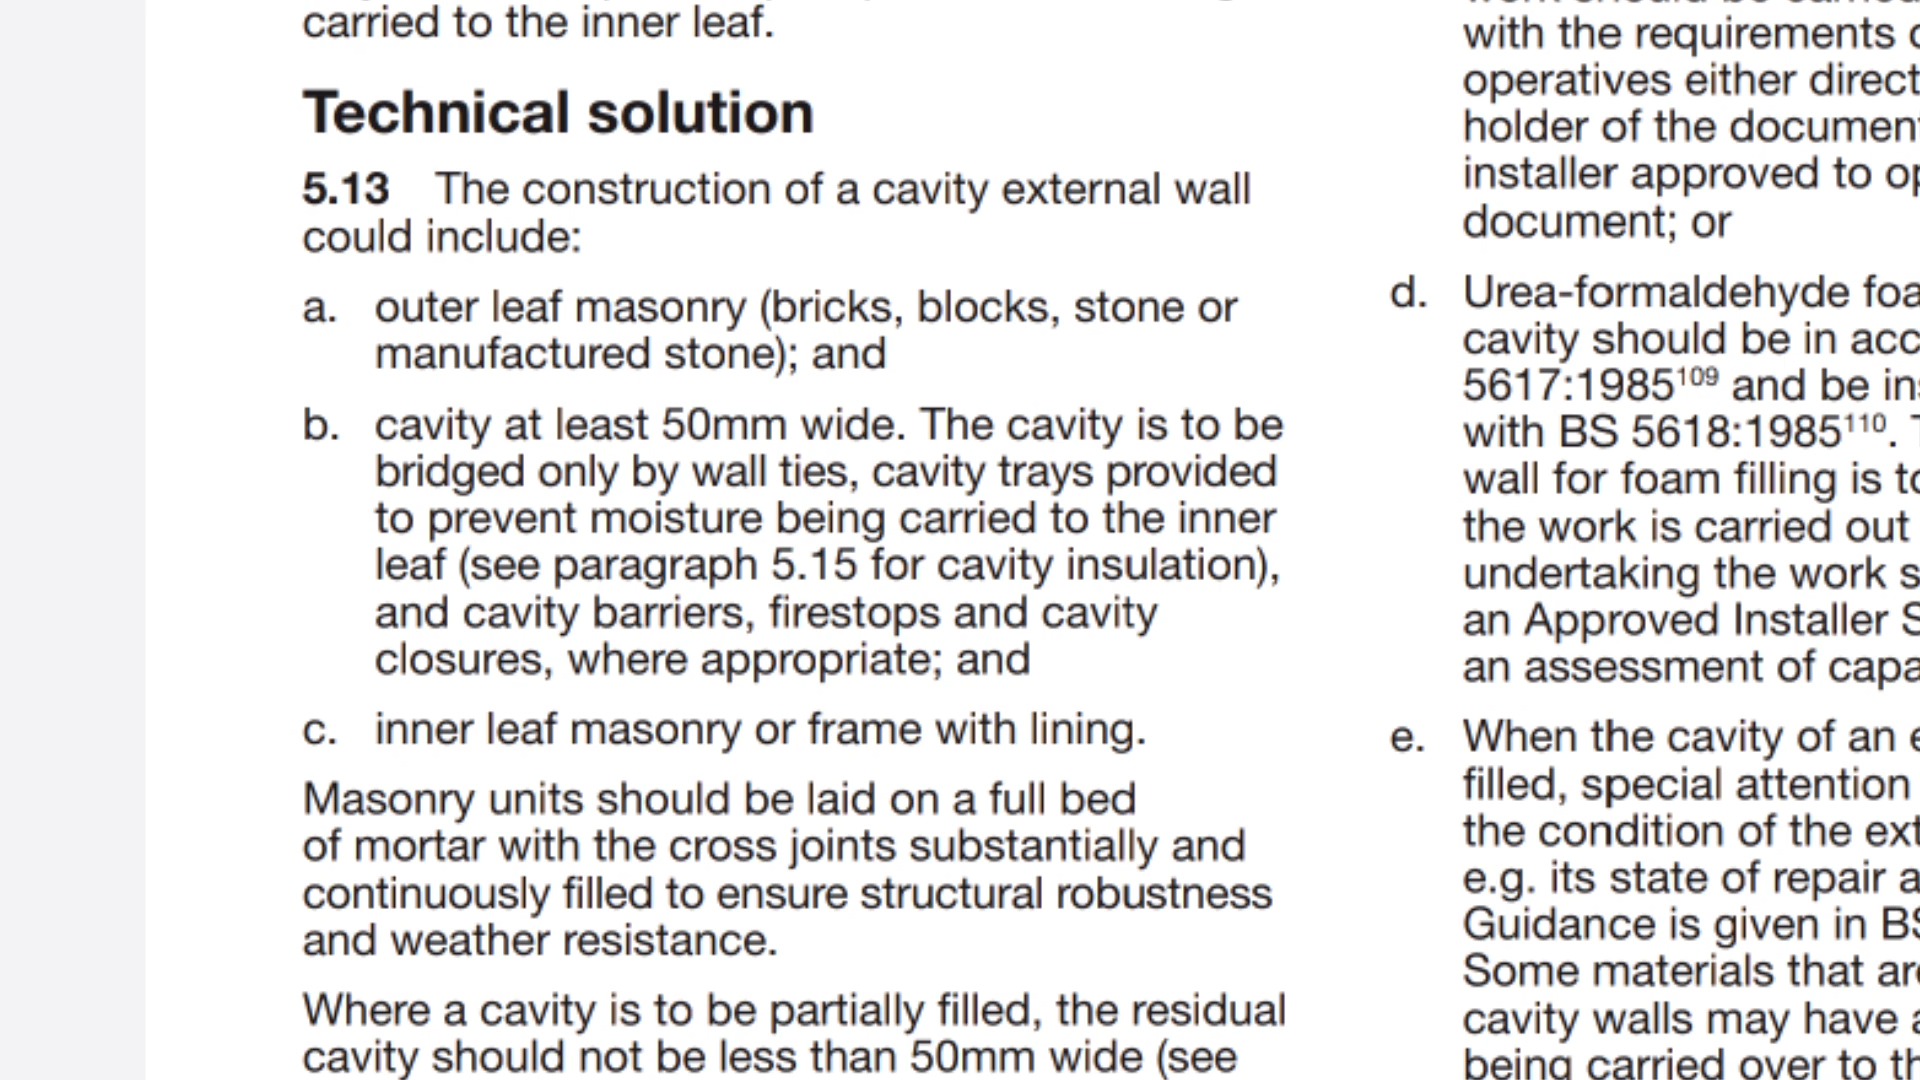 carried to the inner leaf.
Technical solution
5.13 The construction of a cavity external wall
could include:
a. outer leaf masonry (bricks, blocks, stone or
manufactured stone); and
b. cavity at least 50mm wide. The cavity is to be
bridged only by wall ties, cavity trays provided
to prevent moisture being carried to the inner
leaf (see paragraph 5.15 for cavity insulation),
and cavity barriers, firestops and cavity
closures, where appropriate; and
c. inner leaf masonry or frame with lining.
Masonry units should be laid on a full bed
of mortar with the cross joints substantially and
continuously filled to ensure structural robustness
and weather resistance.
Where a cavity is to be partially filled, the residual
cavity should not be less than 50mm wide (see
with the requirements
operatives either direct
holder of the document
installer approved to
document; or
d. Urea-formaldehyde
cavity should be in
5617:1985¹⁰⁹ and be
with BS 5618:1985¹¹⁰.
wall for foam filling is
the work is carried out
undertaking the work
an Approved Installer
an assessment of
e. When the cavity of an
filled, special attention
the condition of the
e.g. its state of repair
Guidance is given in
Some materials that
cavity walls may have
being carried over to